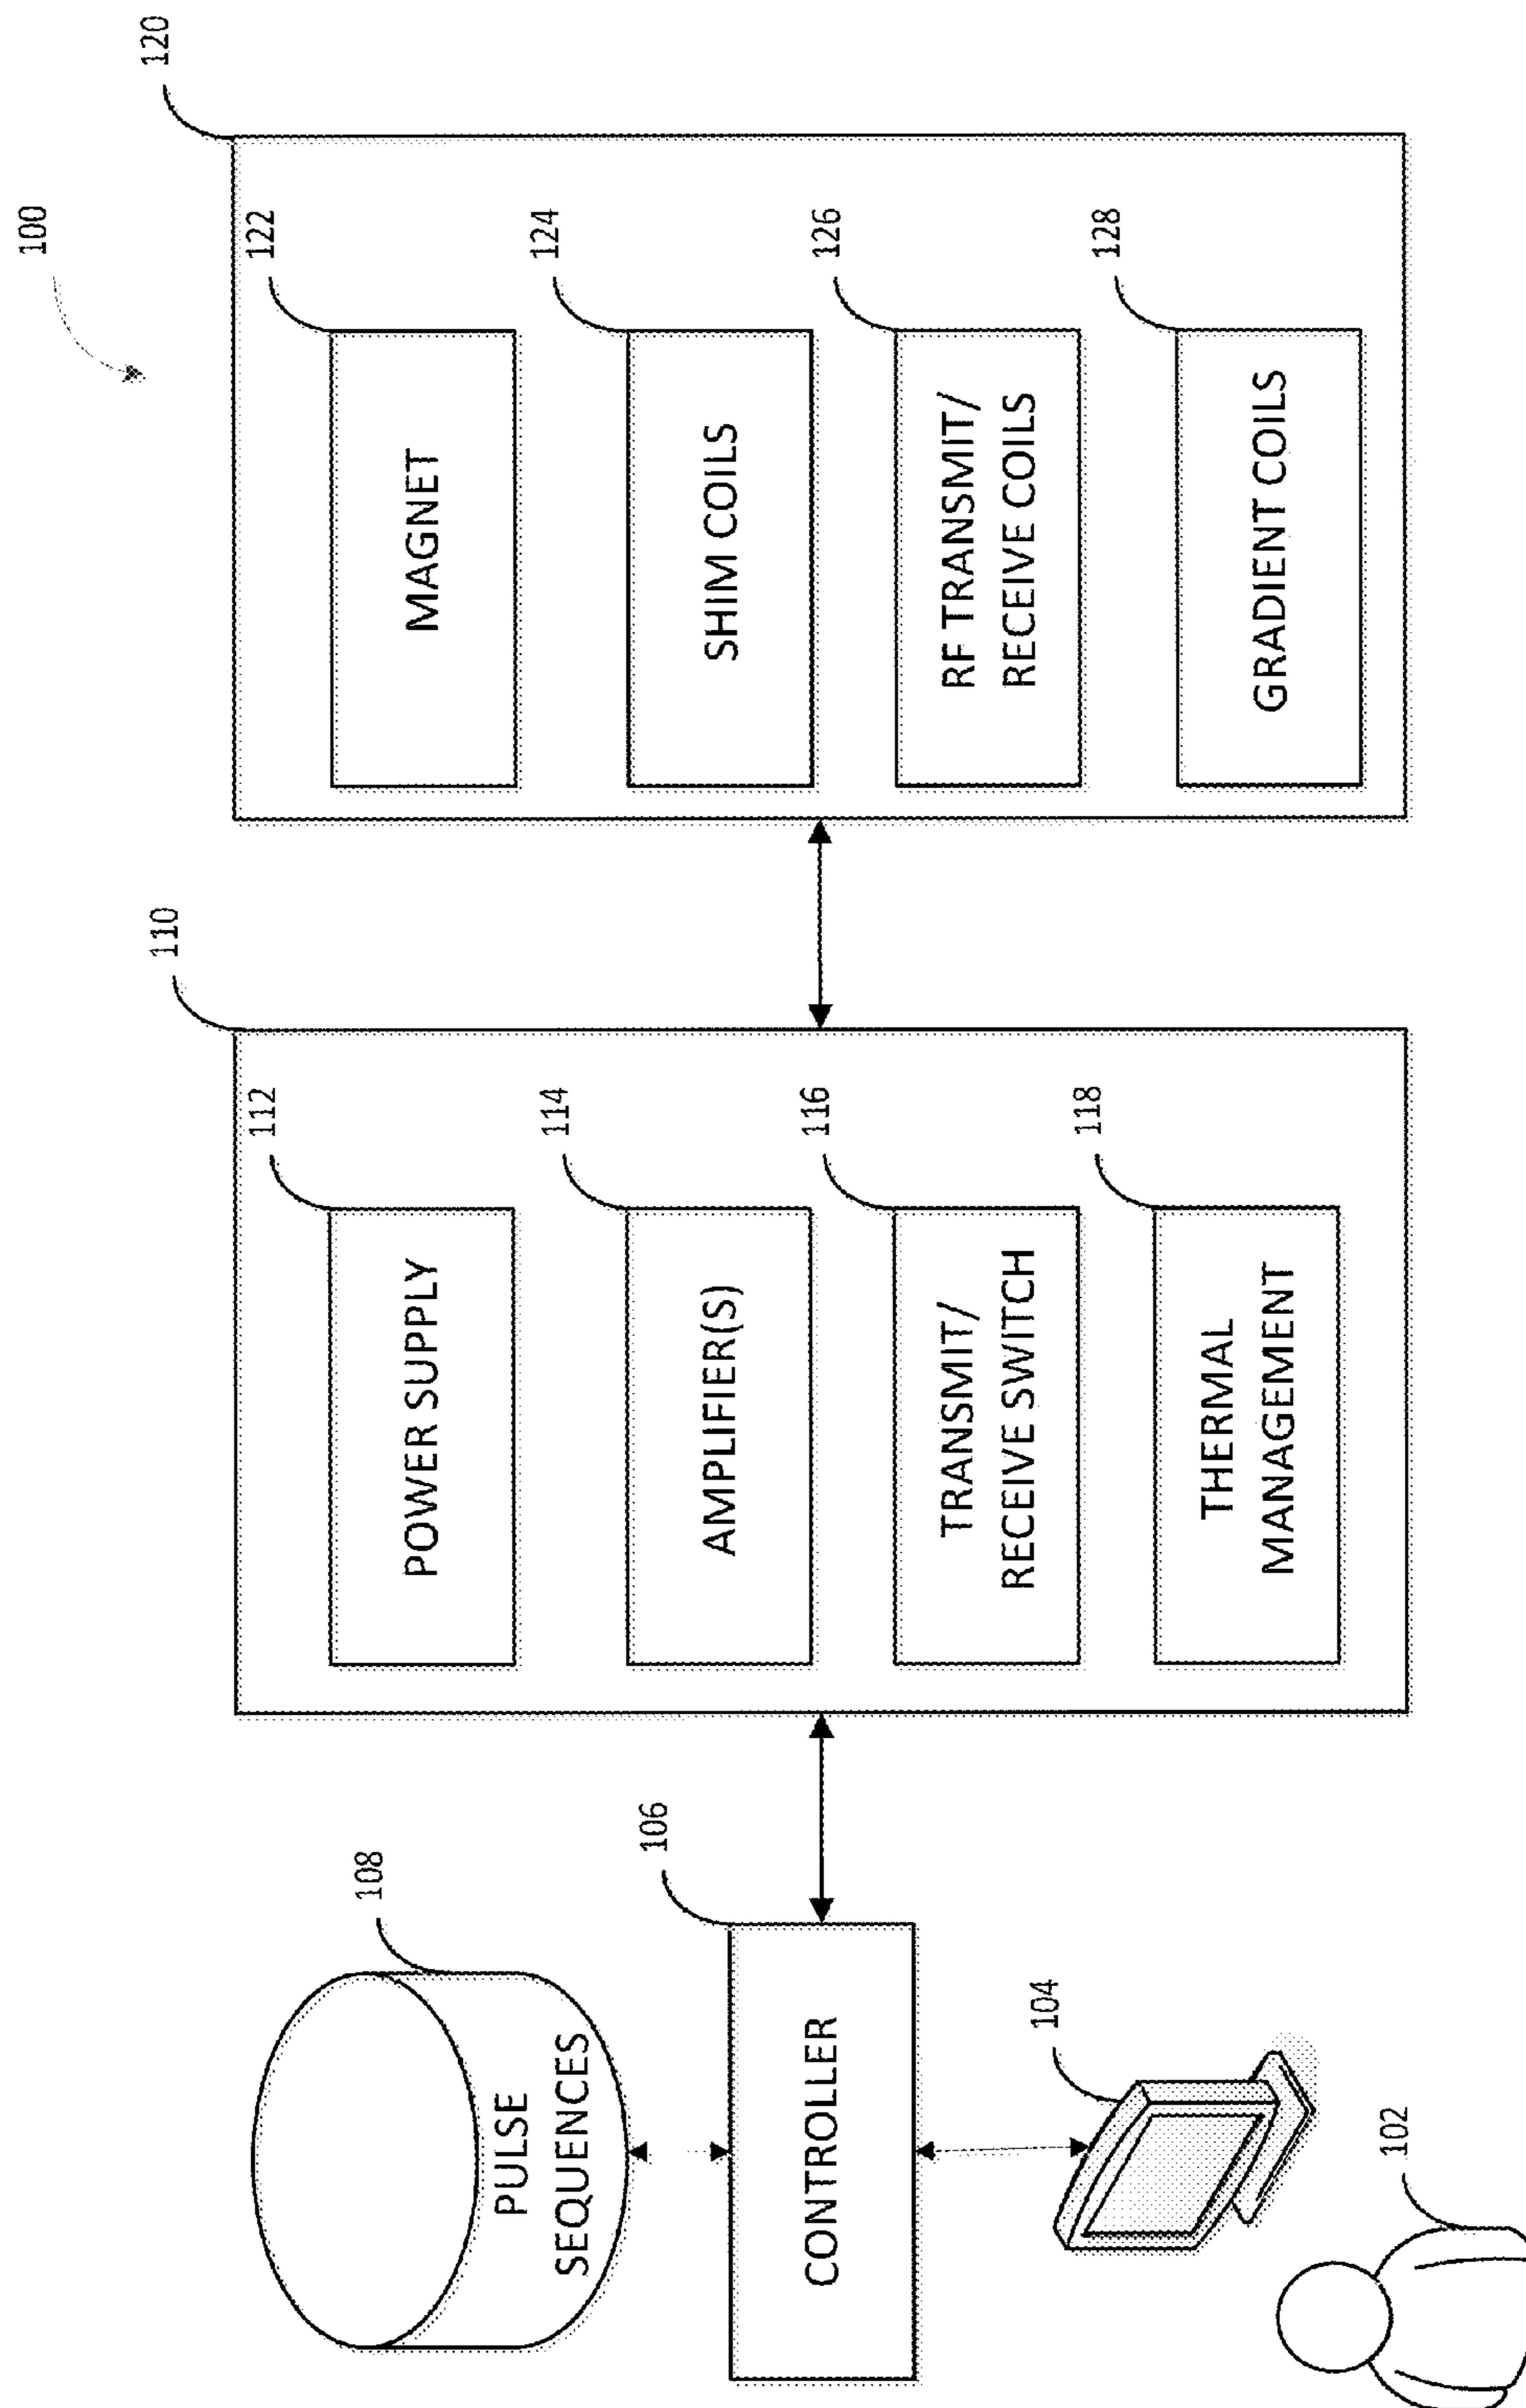 100
108
PULSE
SEQUENCES
106
CONTROLLER
104
102
110
112
POWER SUPPLY
114
AMPLIFIER(S)
116
TRANSMIT/
RECEIVE SWITCH
118
THERMAL
MANAGEMENT
120
122
MAGNET
124
SHIM COILS
126
RF TRANSMIT/
RECEIVE COILS
128
GRADIENT COILS